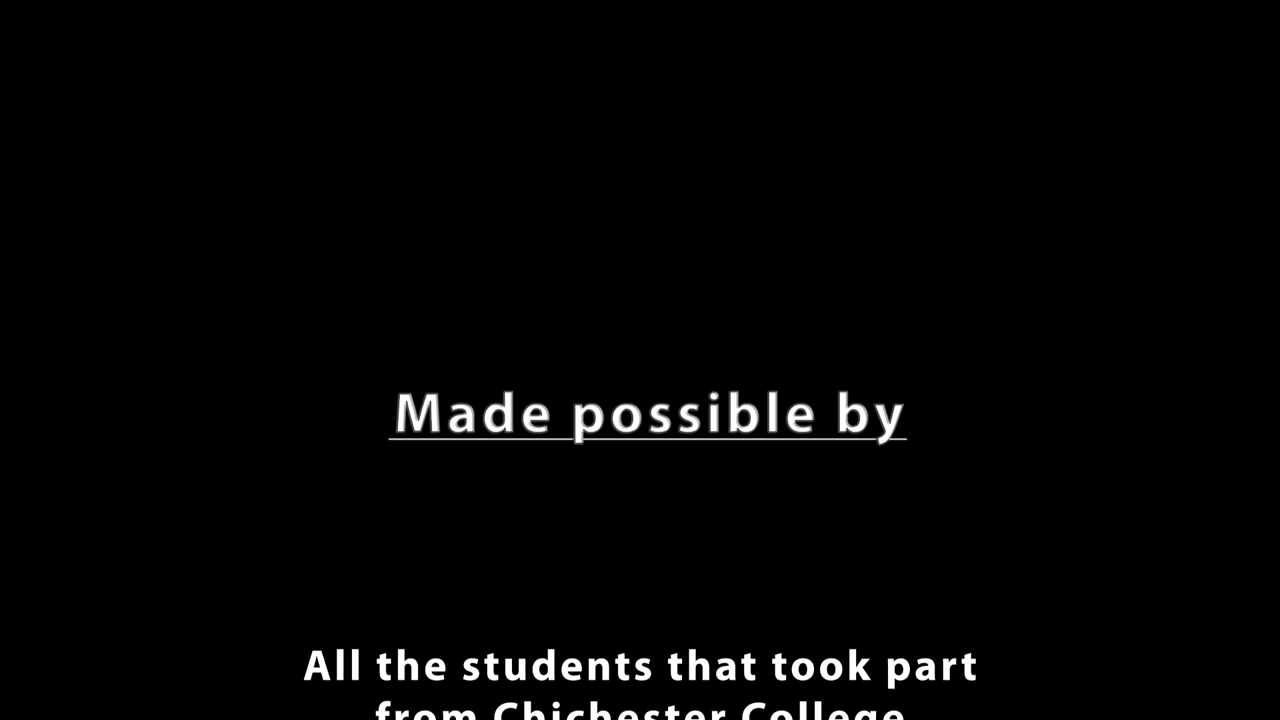 Made possible by
All the students that took part
from Chichester College